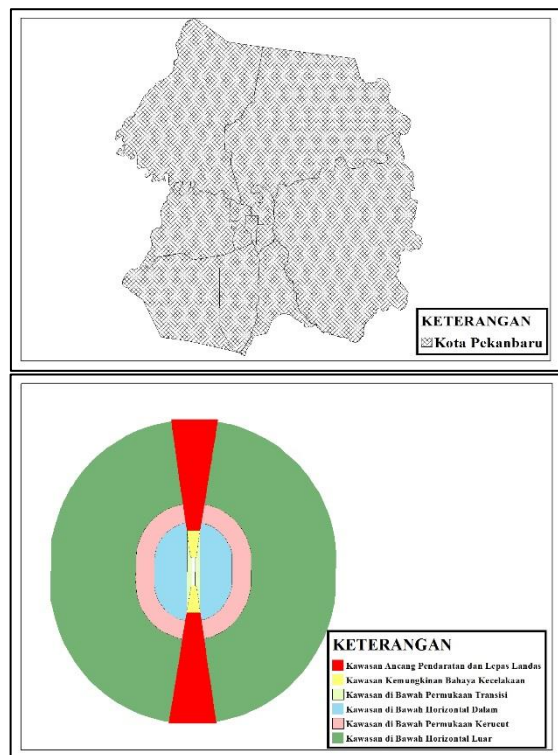 KETERANGAN
Kota Pekanbaru
KETERANGAN
Kawasan Ancang Pendaratan dan Lepas Landas
Kawasan Kemungkinan Bahaya Kecelakaan
Kawasan di Bawah Permukaan Transisi
Kawasan di Bawah Horizontal Dalam
Kawasan di Bawah Permukaan Kerucut
Kawasan di Bawah Horizontal Luar